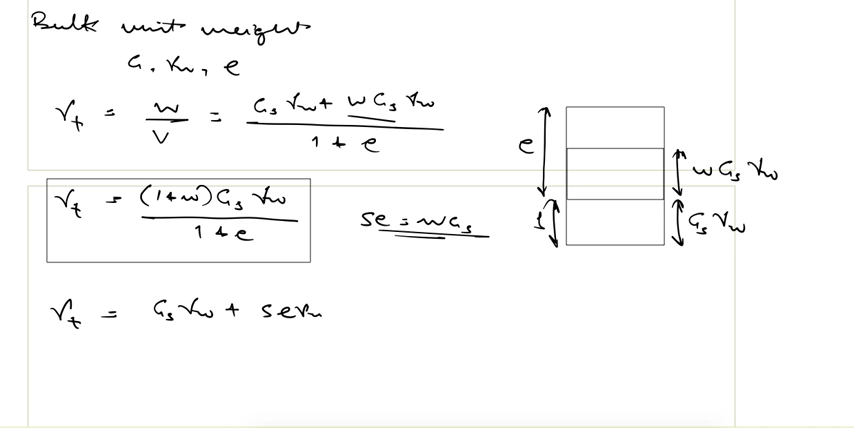 Bulk unit weight
G, γw, e
γt = W/V = (Gs γw + w Gs γw)/(1 + e)
e
w Gs γw
γt = (1+w) Gs γw/(1 + e)
se = wGs
1
Gs γw
γt = Gs γw + s e γw